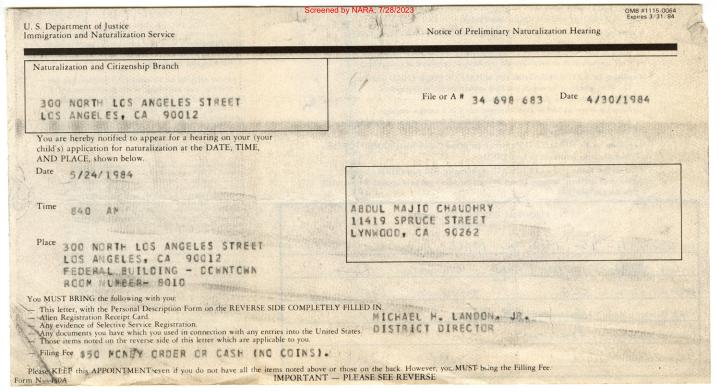 Screened by NARA, 7/28/2023
OMB #1115-0064
Expires 3/31/84
U. S. Department of Justice
Immigration and Naturalization Service
Notice of Preliminary Naturalization Hearing
Naturalization and Citizenship Branch
300 NORTH LOS ANGELES STREET
LOS ANGELES, CA 90012
File or A # 34 698 683 Date 4/30/1984
You are hereby notified to appear for a hearing on your (your
child's) application for naturalization at the DATE, TIME,
AND PLACE, shown below.
Date 5/24/1984
Time 840 AM
ABDUL MAJID CHAUDHRY
11419 SPRUCE STREET
LYNWOOD, CA 90262
Place 300 NORTH LOS ANGELES STREET
LOS ANGELES, CA 90012
FEDERAL BUILDING - DOWNTOWN
ROOM NUMBER- 8010
You MUST BRING the following with you:
— This letter, with the Personal Description Form on the REVERSE SIDE COMPLETELY FILLED IN.
— Alien Registration Receipt Card.
— Any evidence of Selective Service Registration.
— Any documents you have which you used in connection with any entries into the United States.
— Those items noted on the reverse side of this letter which are applicable to you.
MICHAEL H. LANDON, JR.
DISTRICT DIRECTOR
— Filing Fee $50 MONEY ORDER OR CASH (NO COINS).
Please KEEP this APPOINTMENT even if you do not have all the items noted above or those on the back. However, you MUST bring the Filling Fee.
Form N-
IMPORTANT — PLEASE SEE REVERSE